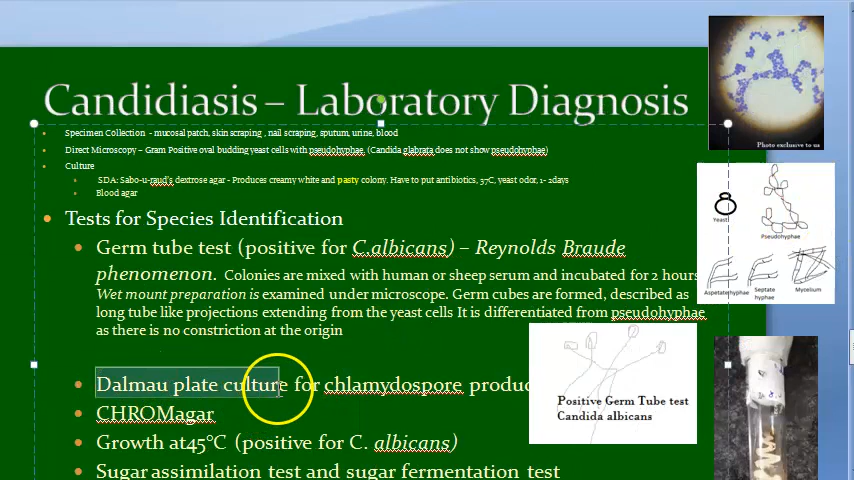 Candidiasis – Laboratory Diagnosis
Specimen Collection - mucosal patch, skin scraping , nail scraping, sputum, urine, blood
Direct Microscopy – Gram Positive oval budding yeast cells with pseudohyphae, (Candida glabrata does not show pseudohyphae)
Culture
SDA: Sabo-u-raud's dextrose agar - Produces creamy white and pasty colony. Have to put antibiotics, 37C, yeast odor, 1- 2days
Blood agar
Tests for Species Identification
Germ tube test (positive for C.albicans) – Reynolds Braude
phenomenon. Colonies are mixed with human or sheep serum and incubated for 2 hours
Wet mount preparation is examined under microscope. Germ cubes are formed, described as
long tube like projections extending from the yeast cells It is differentiated from pseudohyphae
as there is no constriction at the origin
Dalmau plate culture for chlamydospore produc
CHROMagar
Growth at45°C (positive for C. albicans)
Sugar assimilation test and sugar fermentation test
Photo exclusive to us
Yeast
Pseudohyphae
Aspetatehyphae
Septate
hyphae
Mycelium
Positive Germ Tube test
Candida albicans